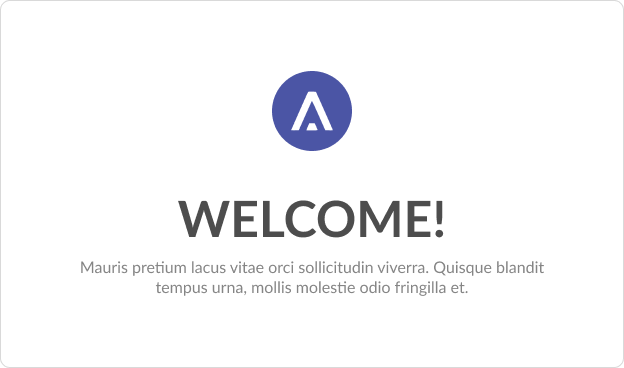 WELCOME!
Mauris pretium lacus vitae orci sollicitudin viverra. Quisque blandit
tempus urna, mollis molestie odio fringilla et.